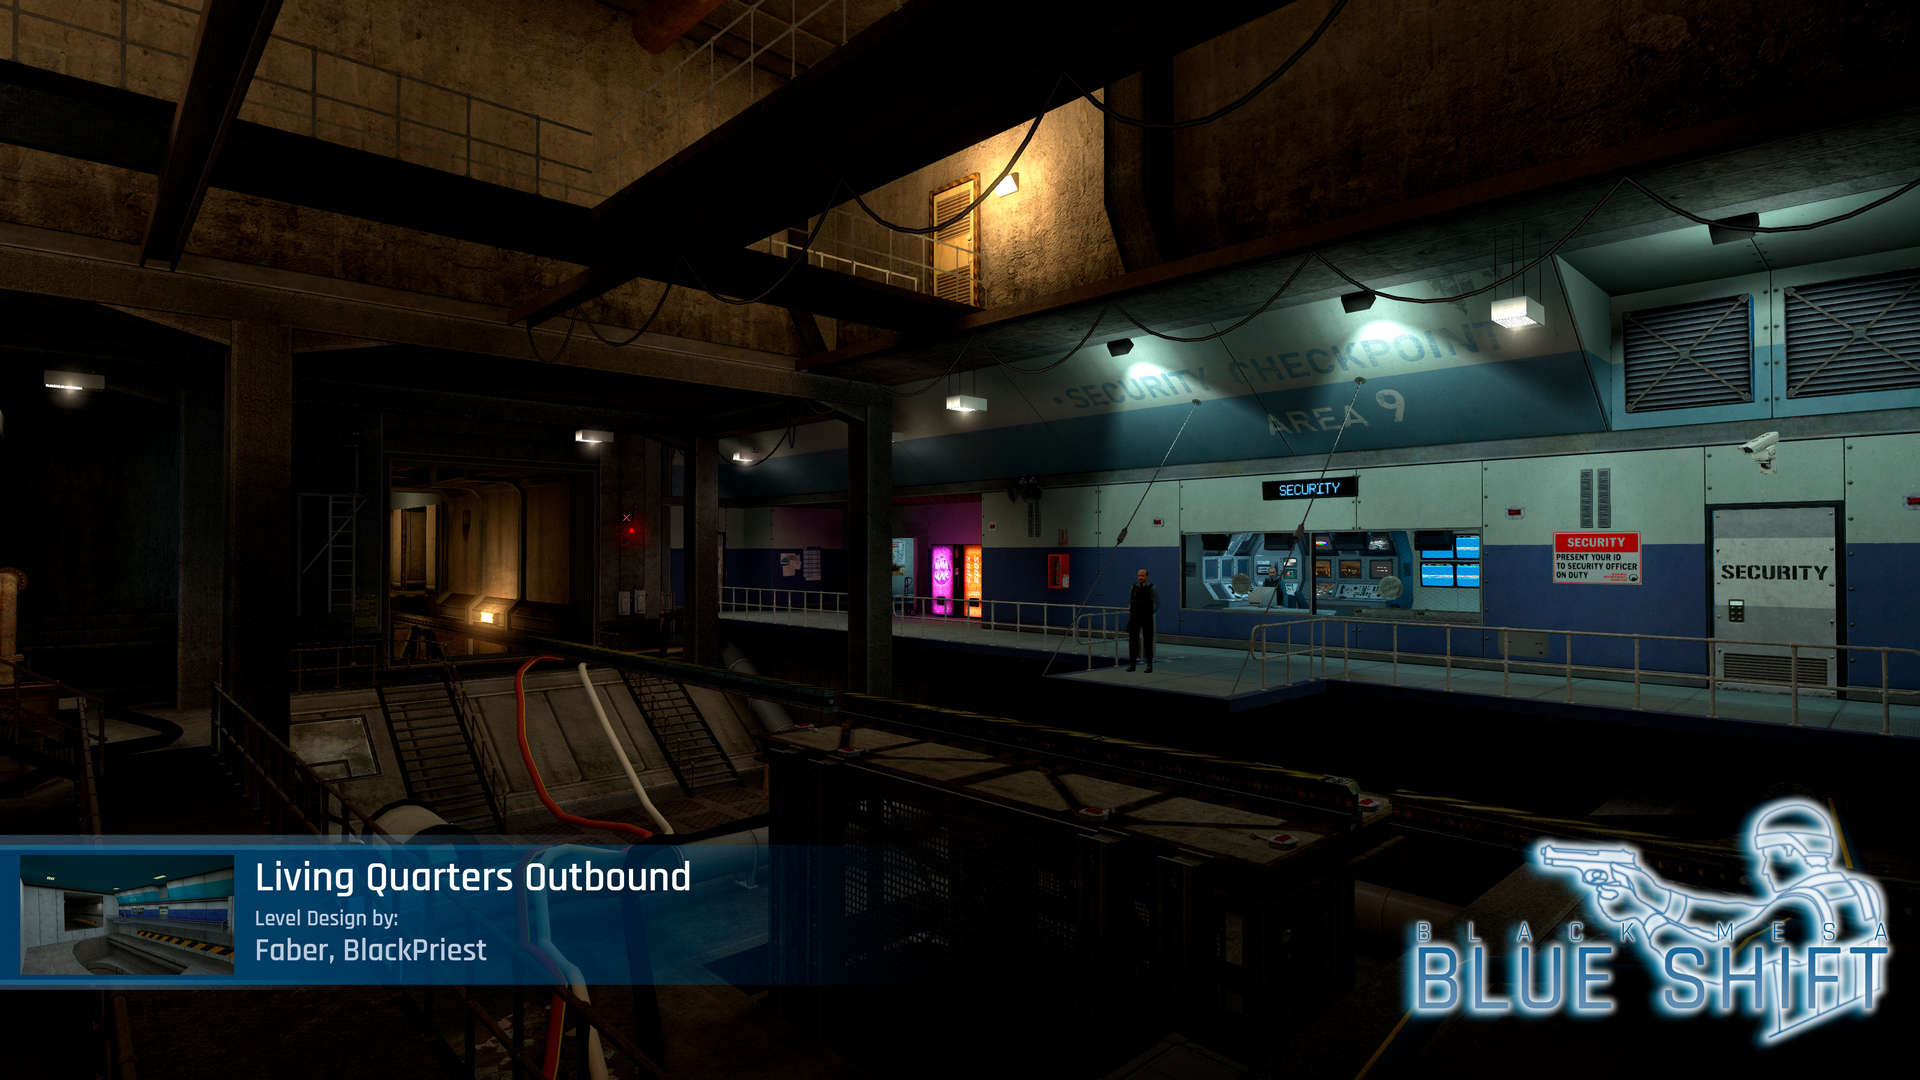 • SECURITY CHECKPOINT
AREA 9
SECURITY
SECURITY
PRESENT YOUR ID
TO SECURITY OFFICER
ON DUTY
SECURITY
soda
Living Quarters Outbound
Level Design by:
Faber, BlackPriest
BLACK MESA
BLUE SHIFT